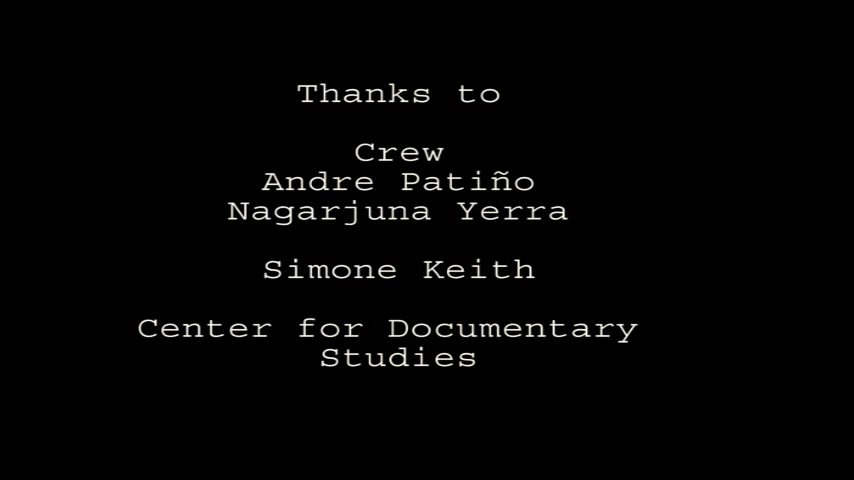 Thanks to
Crew
Andre Patiño
Nagarjuna Yerra
Simone Keith
Center for Documentary
Studies